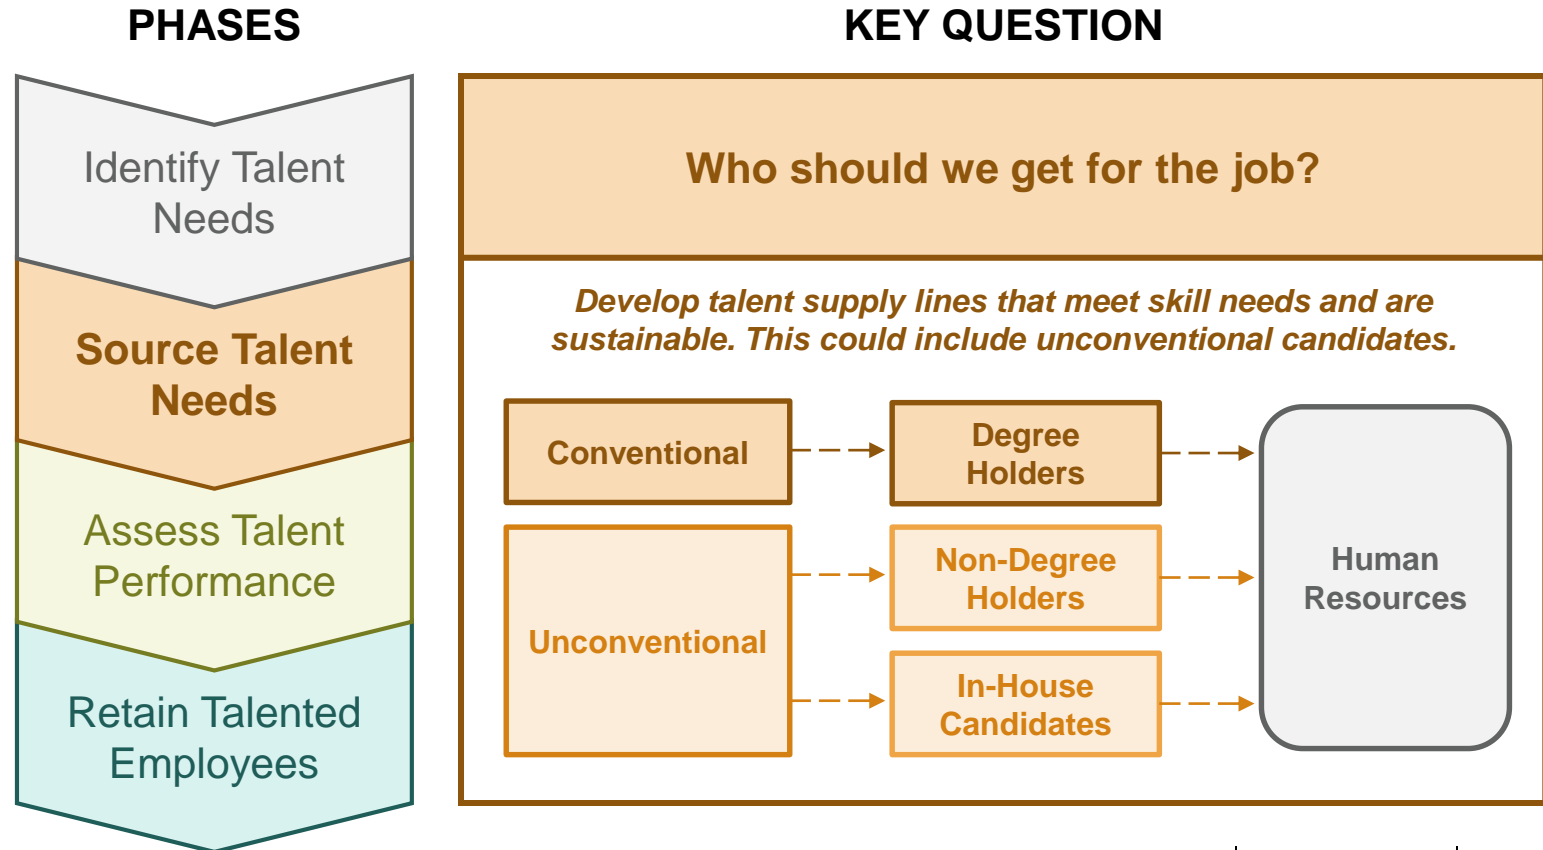 PHASES
KEY QUESTION
Identify Talent
Needs
Source Talent
Needs
Assess Talent
Performance
Retain Talented
Employees
Who should we get for the job?
Develop talent supply lines that meet skill needs and are
sustainable. This could include unconventional candidates.
Conventional
Degree
Holders
Unconventional
Non-Degree
Holders
In-House
Candidates
Human
Resources